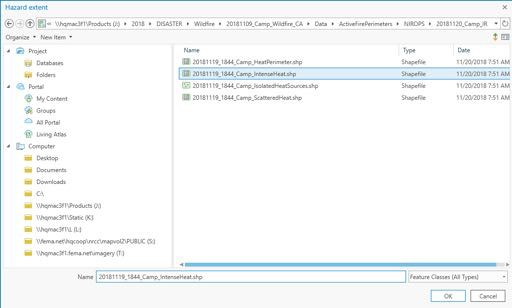 Hazard extent
\\hqmac3f1\Products (J:) ▸ 2018 ▸ DISASTER ▸ Wildfire ▸ 20181109_Camp_Wildfire_CA ▸ Data ▸ ActivePerimeters ▸ NIROPS ▸ 20181120_Camp_IR
Organize New Item
Name Type Date
Project
Databases
Folders
Portal
My Content
Groups
All Portal
Living Atlas
Computer
Desktop
Documents
Downloads
C:\
\\hqmac3f1\Products (J:)
\\hqmac3f1\Static (K:)
\\hqmac3f1\L (L:)
\\fema.net\hqcoop\nrcc\mapvol2\PUBLIC (S:)
\\hqmac3f1.fema.net\imagery (T:)
20181119_1844_Camp_HeatPerimeter.shp Shapefile 11/20/2018 7:51 AM
20181119_1844_Camp_IntenseHeat.shp Shapefile 11/20/2018 7:51 AM
20181119_1844_Camp_IsolatedHeatSources.shp Shapefile 11/20/2018 7:51 AM
20181119_1844_Camp_ScatteredHeat.shp Shapefile 11/20/2018 7:51 AM
Name 20181119_1844_Camp_IntenseHeat.shp Feature Classes (All Types)
OK Cancel